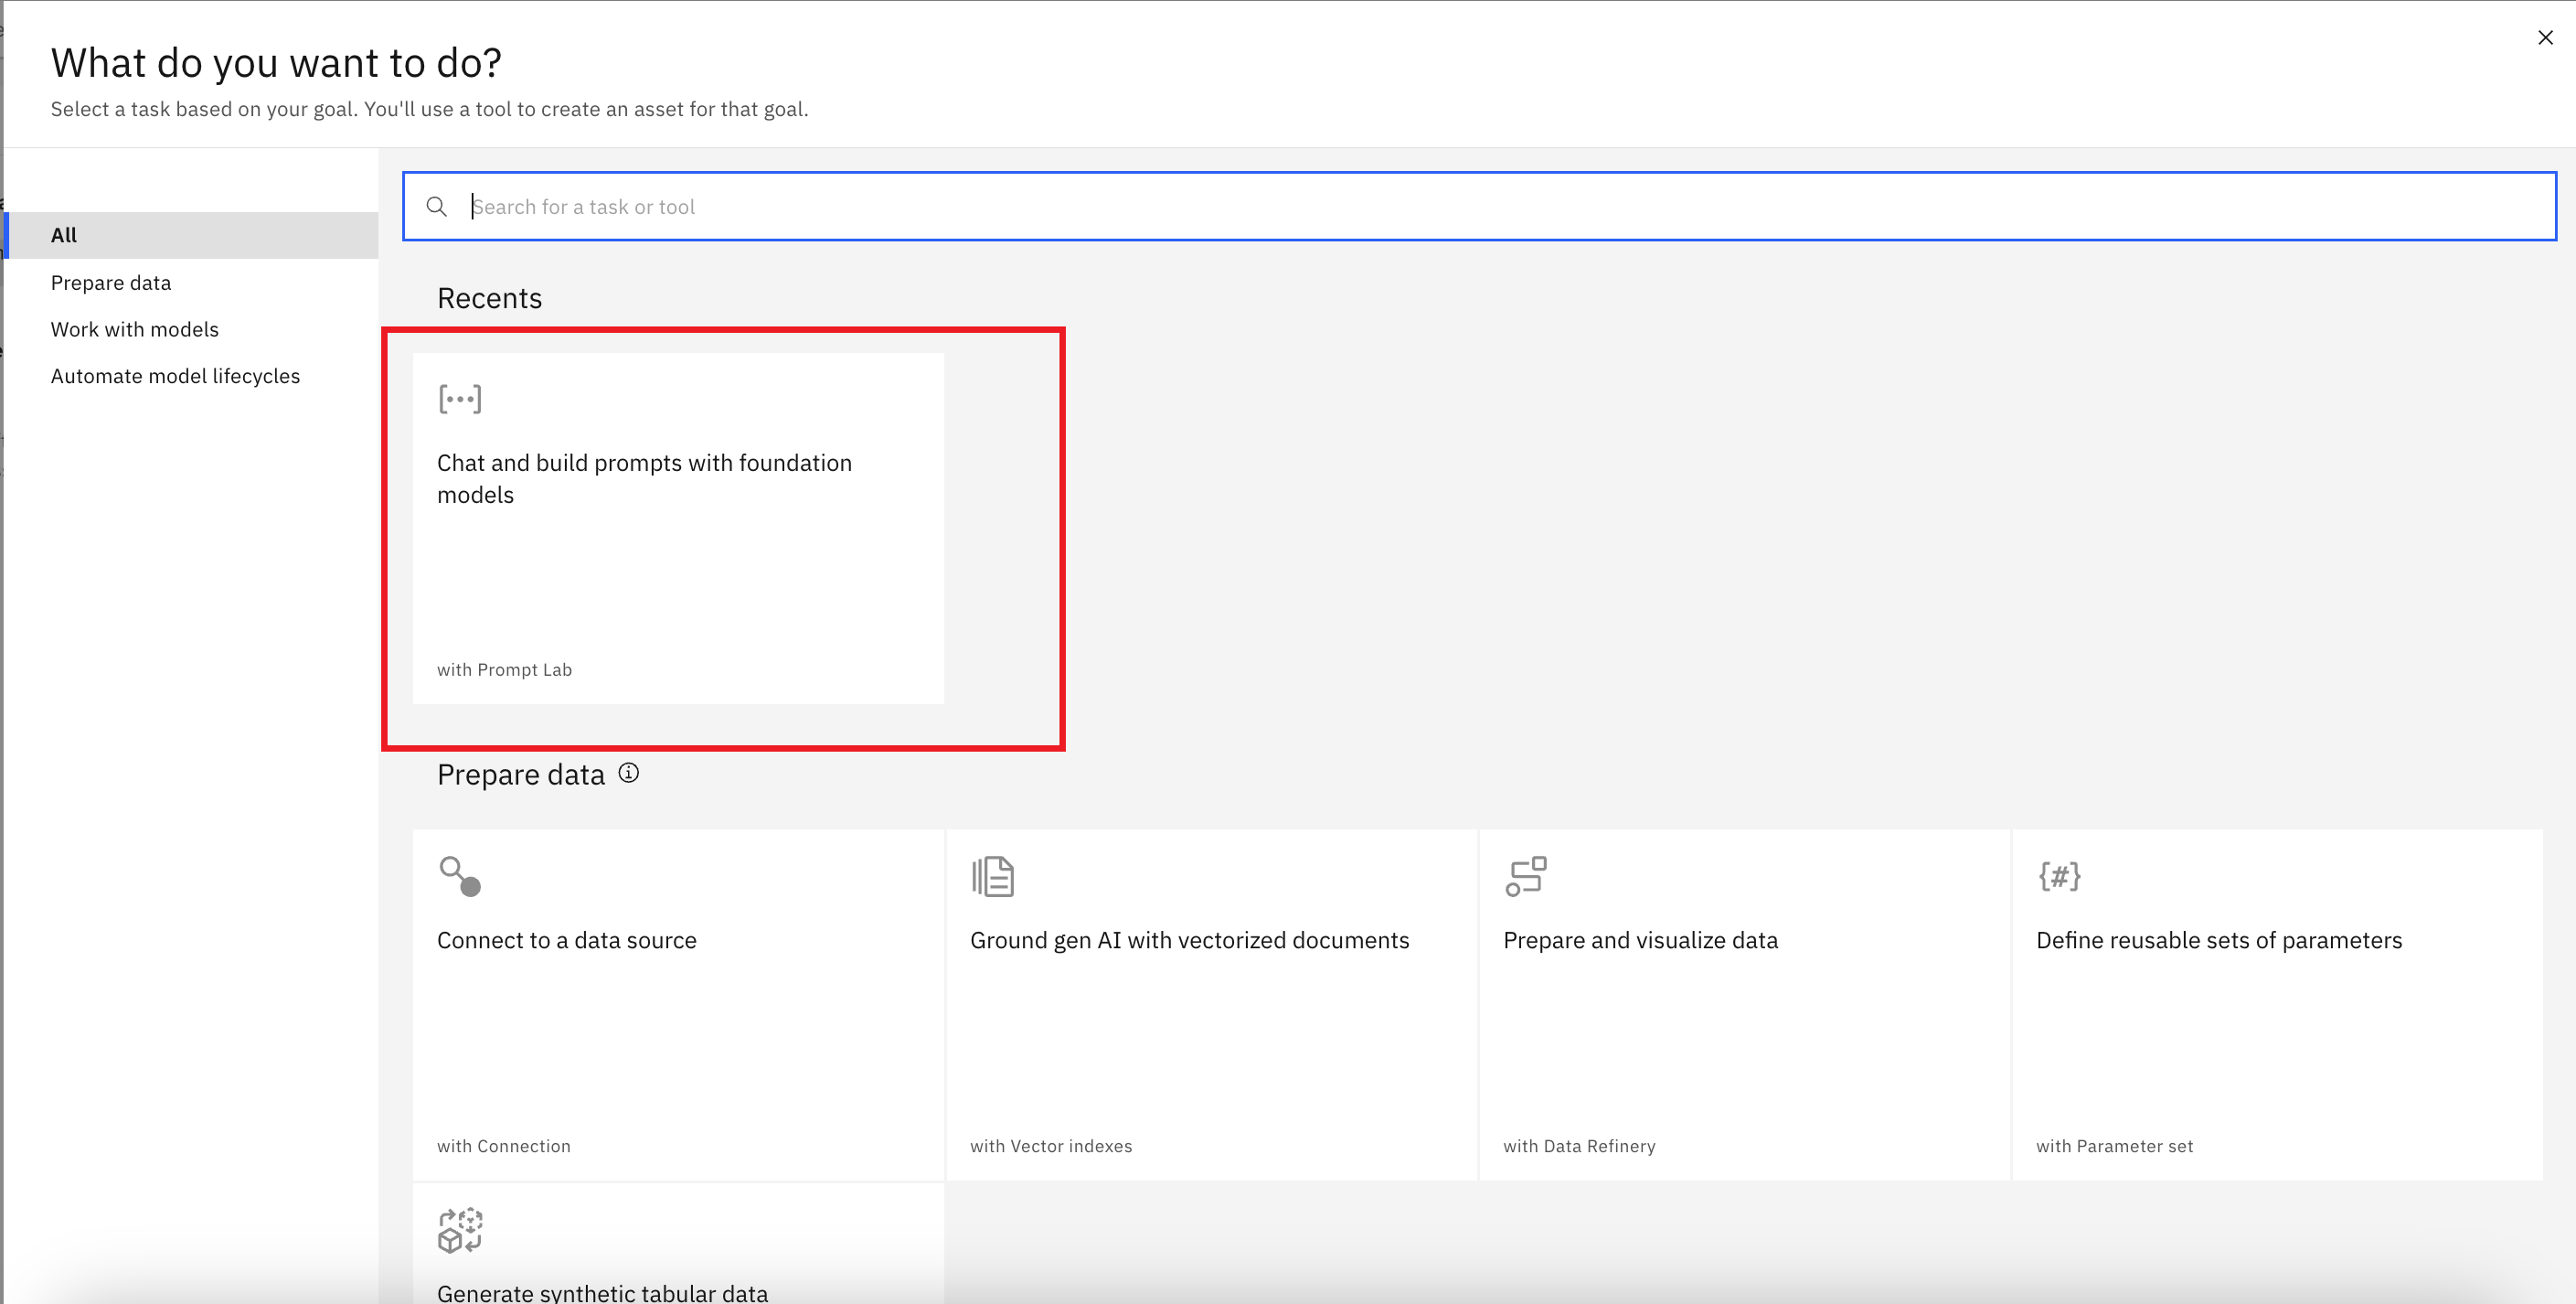 What do you want to do?
Select a task based on your goal. You'll use a tool to create an asset for that goal.
All
Prepare data
Work with models
Automate model lifecycles
Search for a task or tool
Recents
Chat and build prompts with foundation
models
with Prompt Lab
Prepare data
Connect to a data source
with Connection
Ground gen AI with vectorized documents
with Vector indexes
Prepare and visualize data
with Data Refinery
{#}
Define reusable sets of parameters
with Parameter set
Generate synthetic tabular data